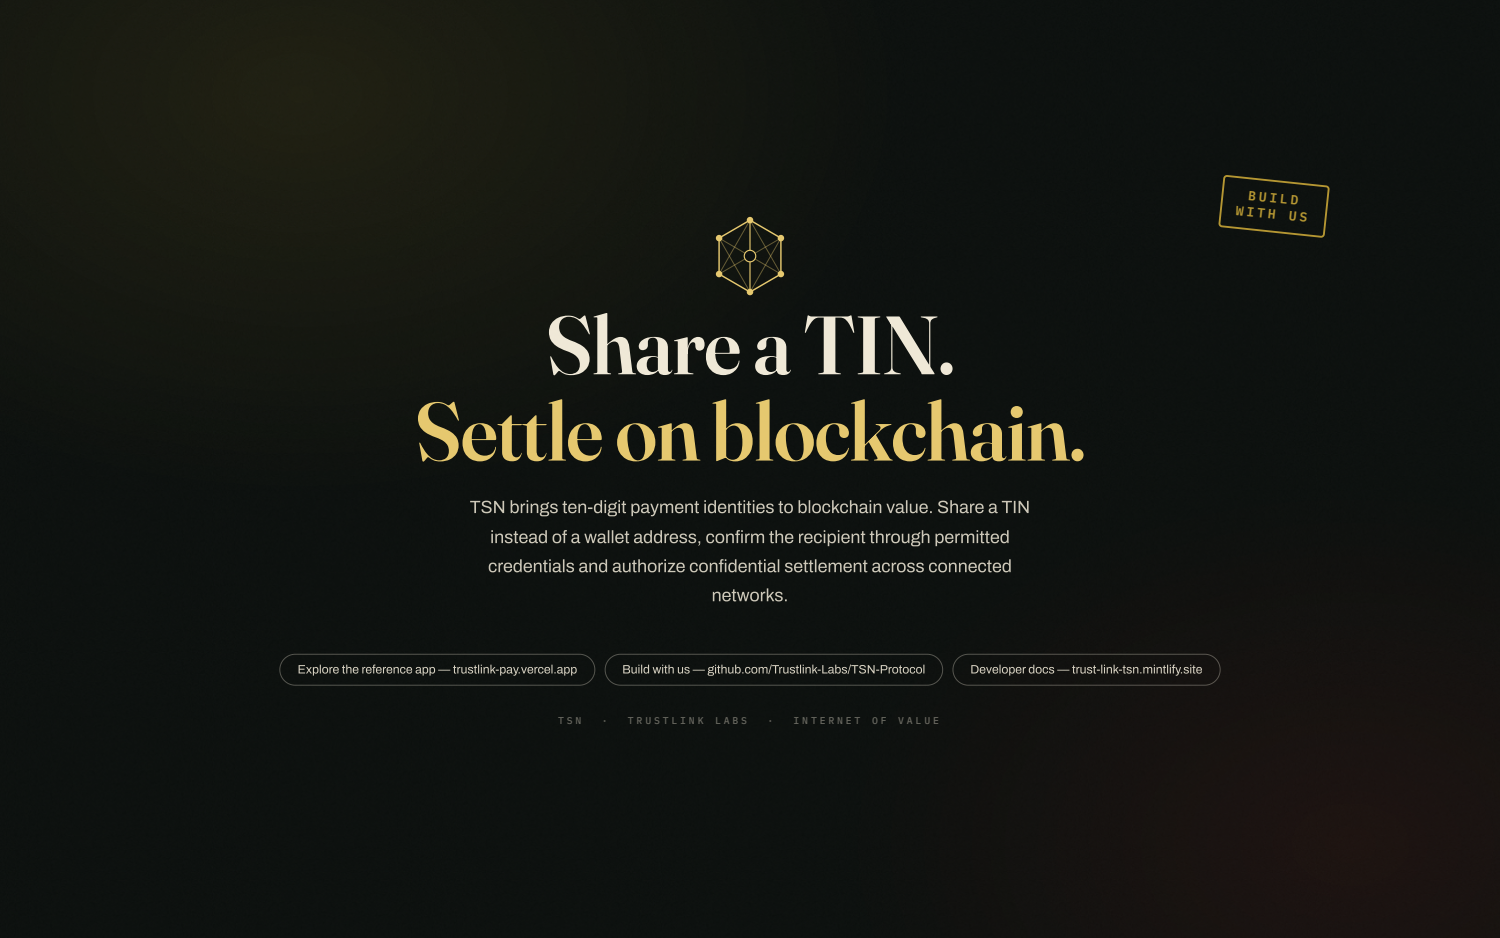 BUILD
WITH US
Share a TIN.
Settle on blockchain.
TSN brings ten-digit payment identities to blockchain value. Share a TIN
instead of a wallet address, confirm the recipient through permitted
credentials and authorize confidential settlement across connected
networks.
Explore the reference app — trustlink-pay.vercel.app
Build with us — github.com/Trustlink-Labs/TSN-Protocol
Developer docs — trust-link-tsn.mintlify.site
TSN · TRUSTLINK LABS · INTERNET OF VALUE